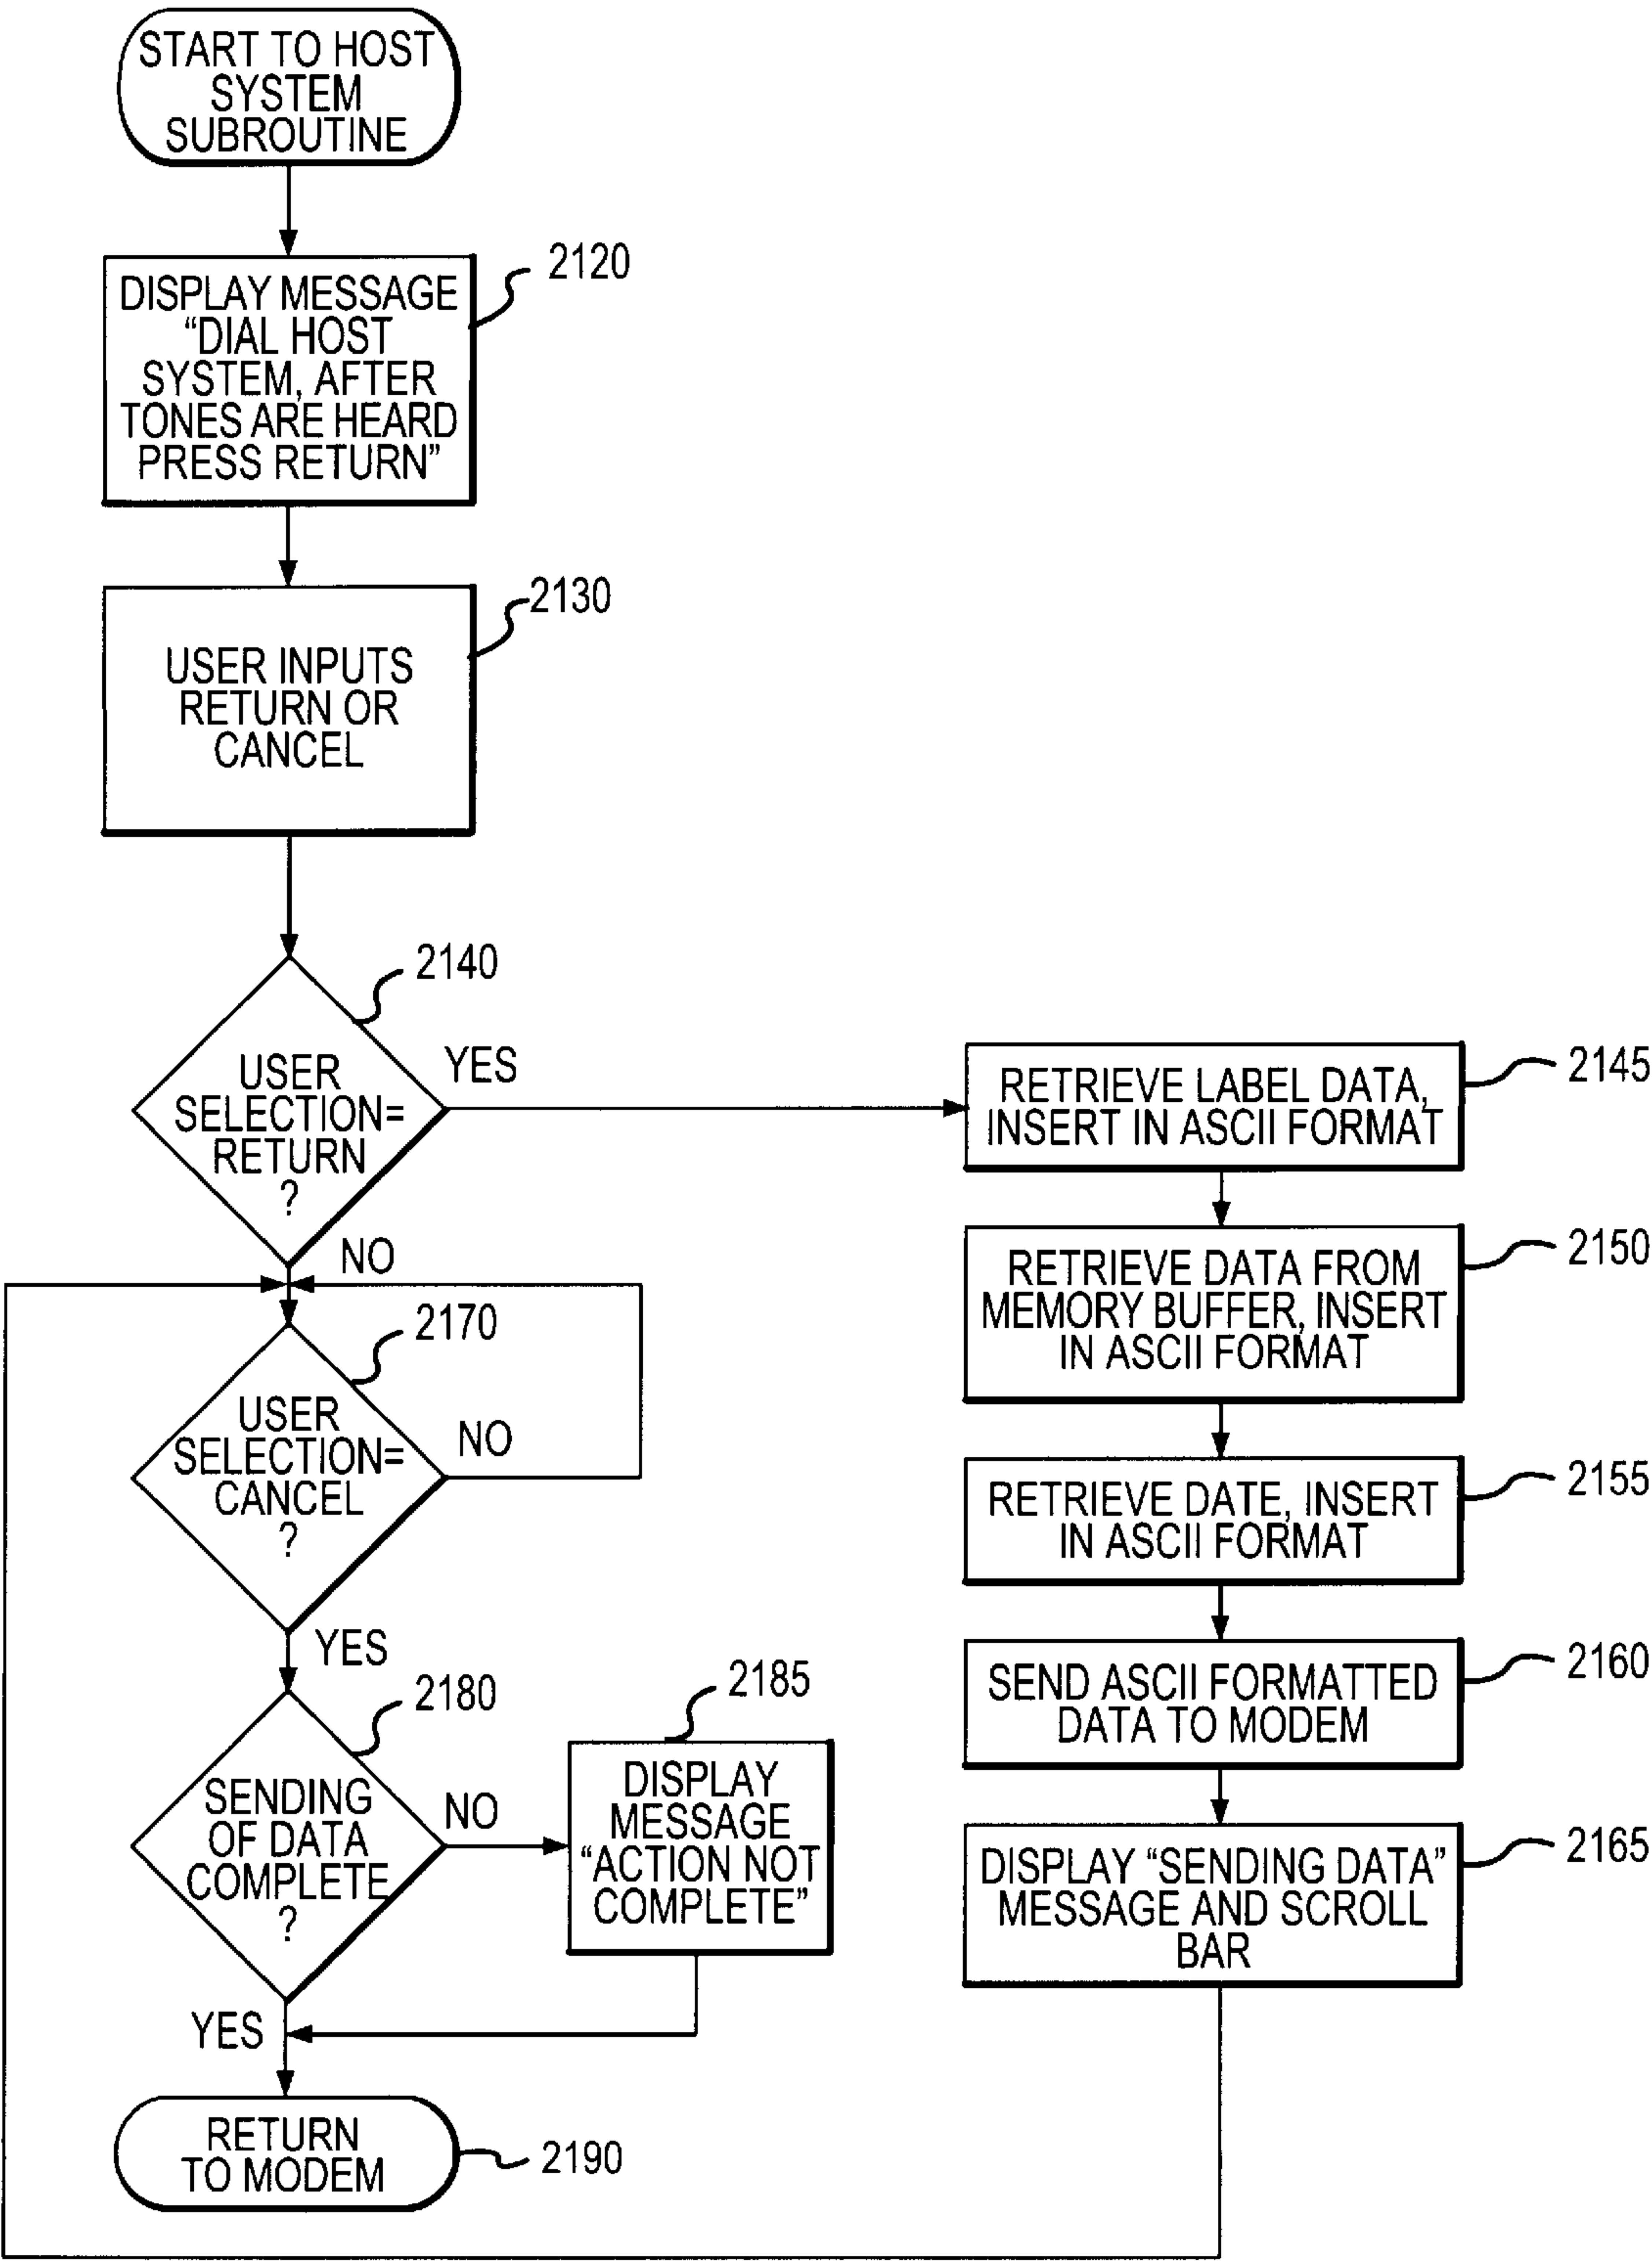 START TO HOST
SYSTEM
SUBROUTINE
2120
DISPLAY MESSAGE
“DIAL HOST
SYSTEM, AFTER
TONES ARE HEARD
PRESS RETURN”
2130
USER INPUTS
RETURN OR
CANCEL
2140
USER
SELECTION=
RETURN
?
YES
NO
2145
RETRIEVE LABEL DATA,
INSERT IN ASCII FORMAT
2150
RETRIEVE DATA FROM
MEMORY BUFFER, INSERT
IN ASCII FORMAT
2155
RETRIEVE DATE, INSERT
IN ASCII FORMAT
2160
SEND ASCII FORMATTED
DATA TO MODEM
2165
DISPLAY “SENDING DATA”
MESSAGE AND SCROLL
BAR
2170
USER
SELECTION=
CANCEL
?
NO
YES
2180
SENDING
OF DATA
COMPLETE
?
NO
2185
DISPLAY
MESSAGE
“ACTION NOT
COMPLETE”
YES
RETURN
TO MODEM
2190